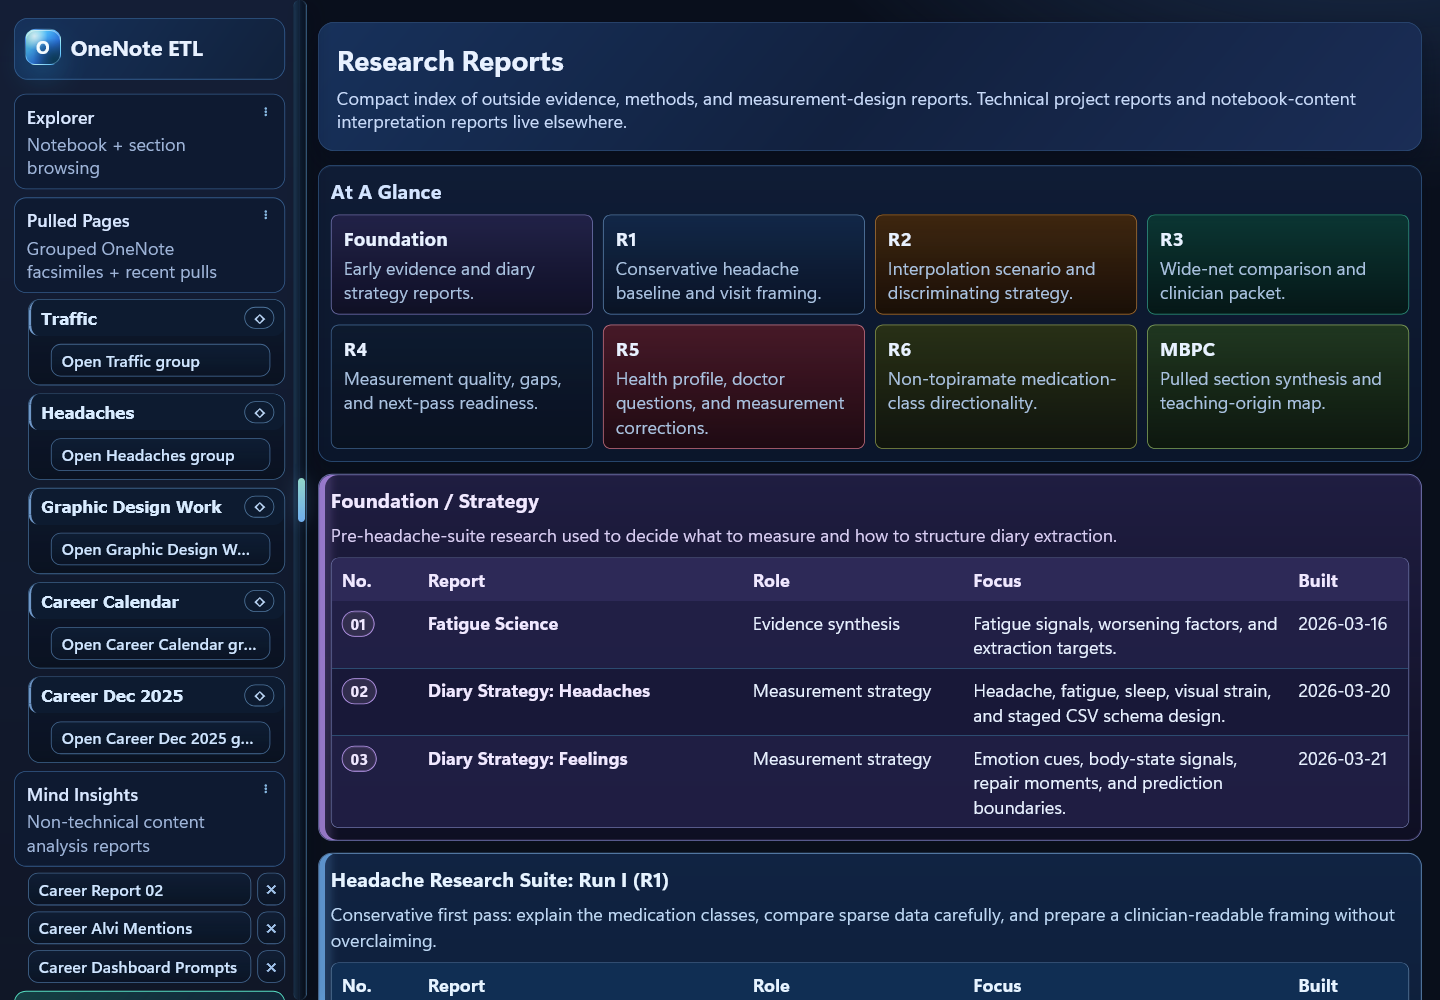 O OneNote ETL
Explorer
Notebook + section
browsing
Pulled Pages
Grouped OneNote
facsimiles + recent pulls
Traffic
Open Traffic group
Headaches
Open Headaches group
Graphic Design Work
Open Graphic Design W...
Career Calendar
Open Career Calendar gr...
Career Dec 2025
Open Career Dec 2025 g...
Mind Insights
Non-technical content
analysis reports
Career Report 02
Career Alvi Mentions
Career Dashboard Prompts
Research Reports
Compact index of outside evidence, methods, and measurement-design reports. Technical project reports and notebook-content
interpretation reports live elsewhere.
At A Glance
Foundation
Early evidence and diary
strategy reports.
R1
Conservative headache
baseline and visit framing.
R2
Interpolation scenario and
discriminating strategy.
R3
Wide-net comparison and
clinician packet.
R4
Measurement quality, gaps,
and next-pass readiness.
R5
Health profile, doctor
questions, and measurement
corrections.
R6
Non-topiramate medication-
class directionality.
MBPC
Pulled section synthesis and
teaching-origin map.
Foundation / Strategy
Pre-headache-suite research used to decide what to measure and how to structure diary extraction.
No. Report Role Focus Built
01 Fatigue Science Evidence synthesis Fatigue signals, worsening factors, and 2026-03-16
extraction targets.
02 Diary Strategy: Headaches Measurement strategy Headache, fatigue, sleep, visual strain, 2026-03-20
and staged CSV schema design.
03 Diary Strategy: Feelings Measurement strategy Emotion cues, body-state signals, 2026-03-21
repair moments, and prediction
boundaries.
Headache Research Suite: Run I (R1)
Conservative first pass: explain the medication classes, compare sparse data carefully, and prepare a clinician-readable framing without
overclaiming.
No. Report Role Focus Built